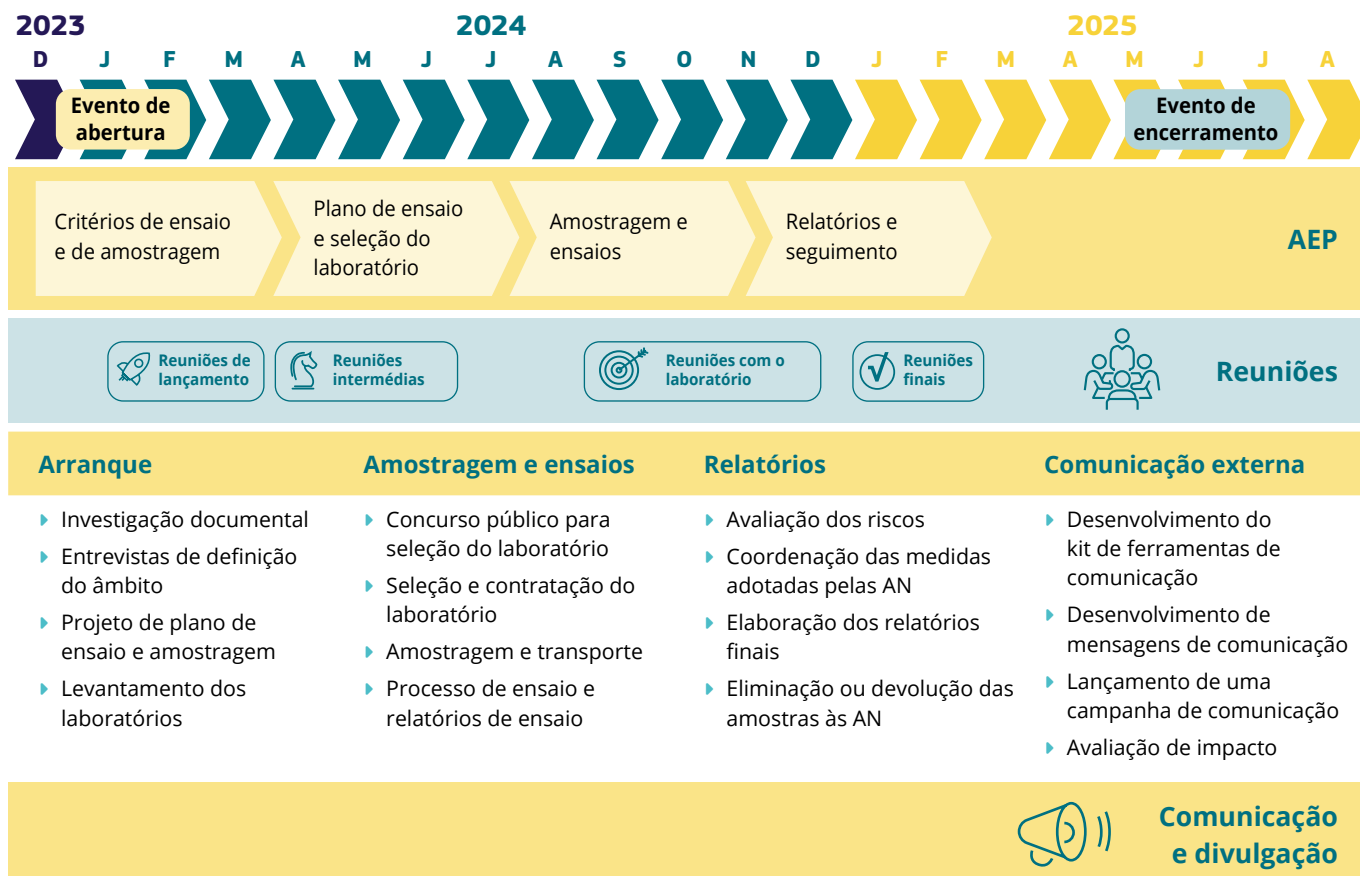 2023
2024
2025
D J F M A M J J A S O N D J F M A M J J A
Evento de
abertura
Evento de
encerramento
Critérios de ensaio
e de amostragem
Plano de ensaio
e seleção do
laboratório
Amostragem e
ensaios
Relatórios e
seguimento
AEP
Reuniões de
lançamento
Reuniões
intermédias
Reuniões com o
laboratório
Reuniões
finais
Reuniões
Arranque
Investigação documental
Entrevistas de definição
do âmbito
Projeto de plano de
ensaio e amostragem
Levantamento dos
laboratórios
Amostragem e ensaios
Concurso público para
seleção do laboratório
Seleção e contratação do
laboratório
Amostragem e transporte
Processo de ensaio e
relatórios de ensaio
Relatórios
Avaliação dos riscos
Coordenação das medidas
adotadas pelas AN
Elaboração dos relatórios
finais
Eliminação ou devolução das
amostras às AN
Comunicação externa
Desenvolvimento do
kit de ferramentas de
comunicação
Desenvolvimento de
mensagens de comunicação
Lançamento de uma
campanha de comunicação
Avaliação de impacto
Comunicação
e divulgação